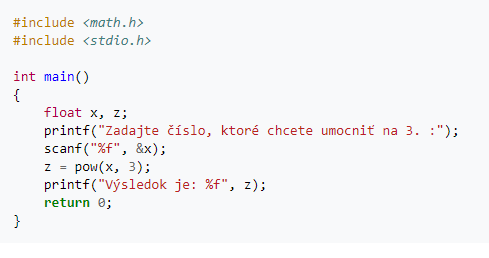 #include <math.h>
#include <stdio.h>

int main()
{
    float x, z;
    printf("Zadajte číslo, ktoré chcete umocniť na 3. :");
    scanf("%f", &x);
    z = pow(x, 3);
    printf("Výsledok je: %f", z);
    return 0;
}